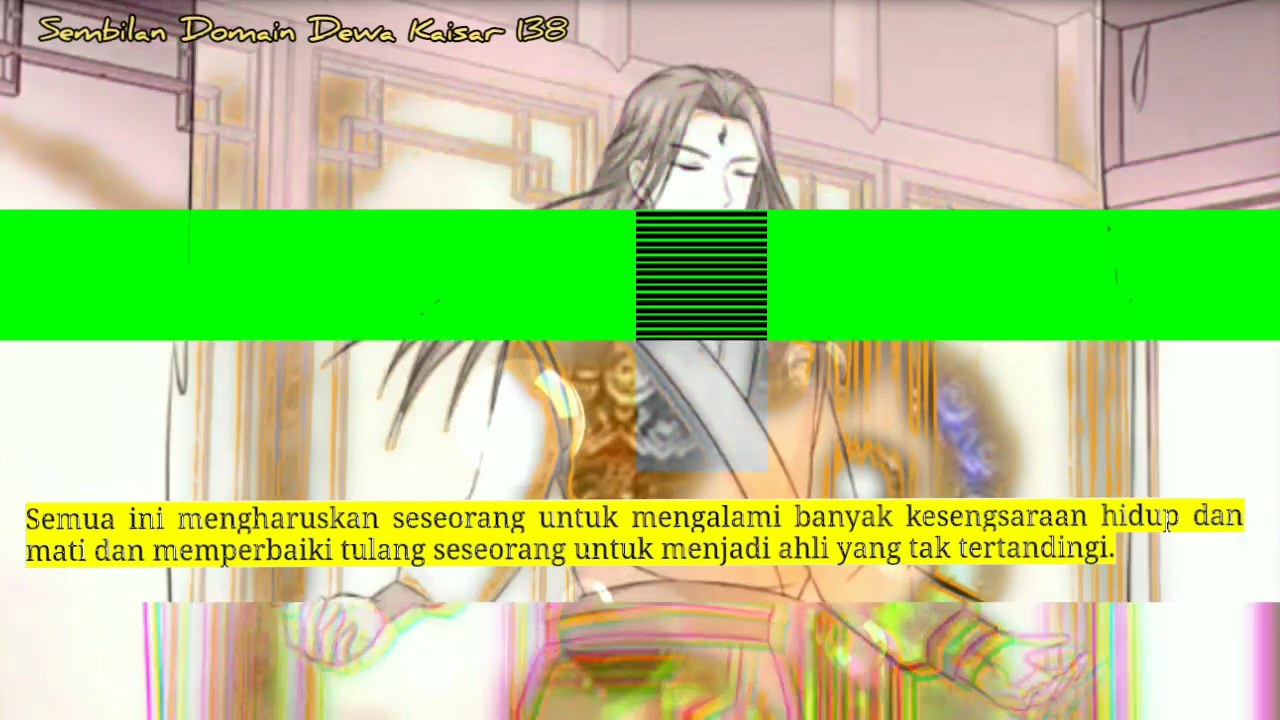 Sembilan Domain Dewa Kaisar 138
Semua ini mengharuskan seseorang untuk mengalami banyak kesengsaraan hidup dan
mati dan memperbaiki tulang seseorang untuk menjadi ahli yang tak tertandingi.